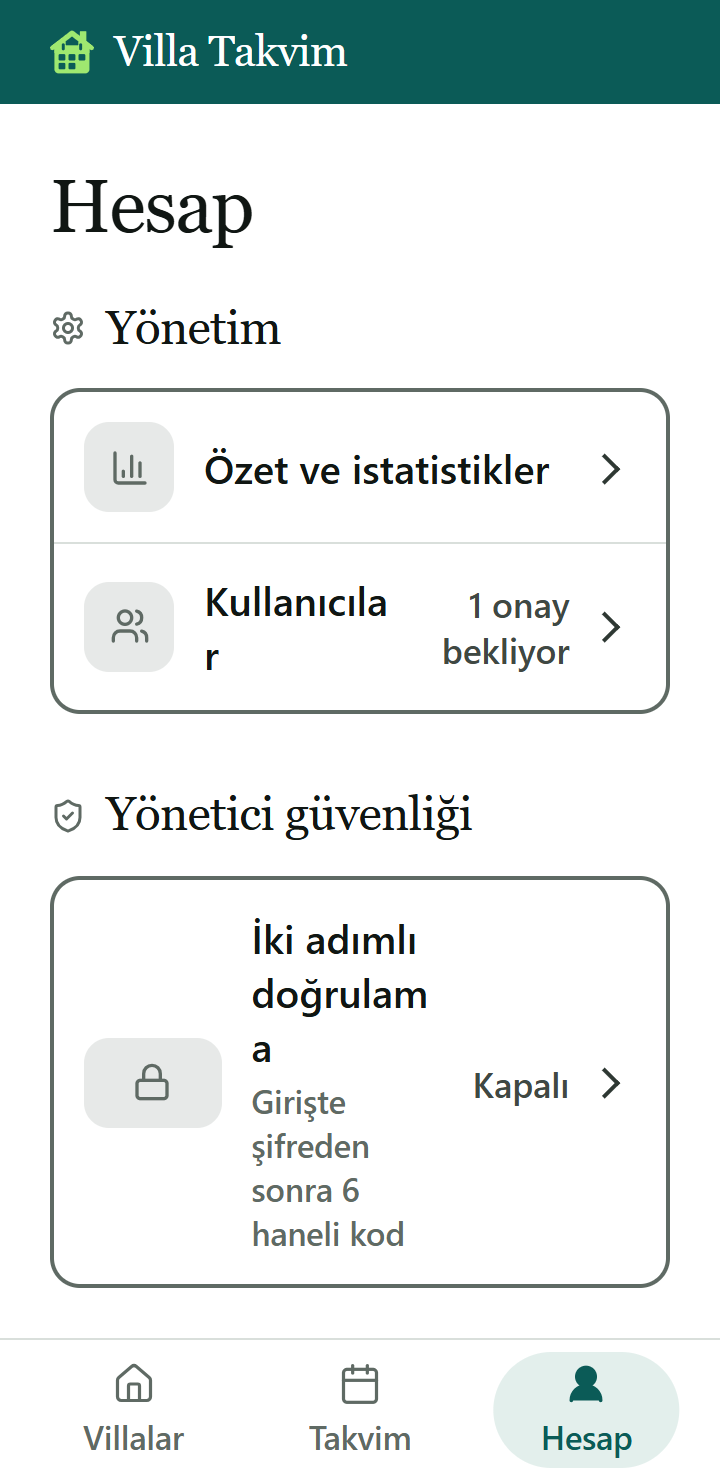 Villa Takvim
Hesap
Yönetim
Özet ve istatistikler
Kullanıcıla
r
1 onay
bekliyor
Yönetici güvenliği
İki adımlı
doğrulam
a
Girişte
şifreden
sonra 6
haneli kod
Kapalı
Villalar
Takvim
Hesap